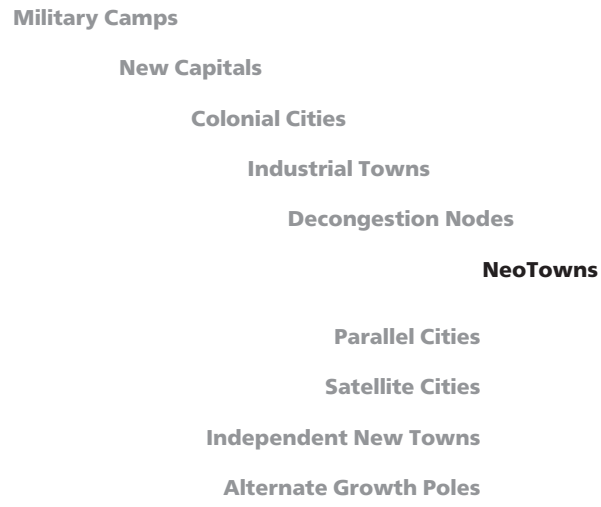 Military Camps
New Capitals
Colonial Cities
Industrial Towns
Decongestion Nodes
NeoTowns
Parallel Cities
Satellite Cities
Independent New Towns
Alternate Growth Poles